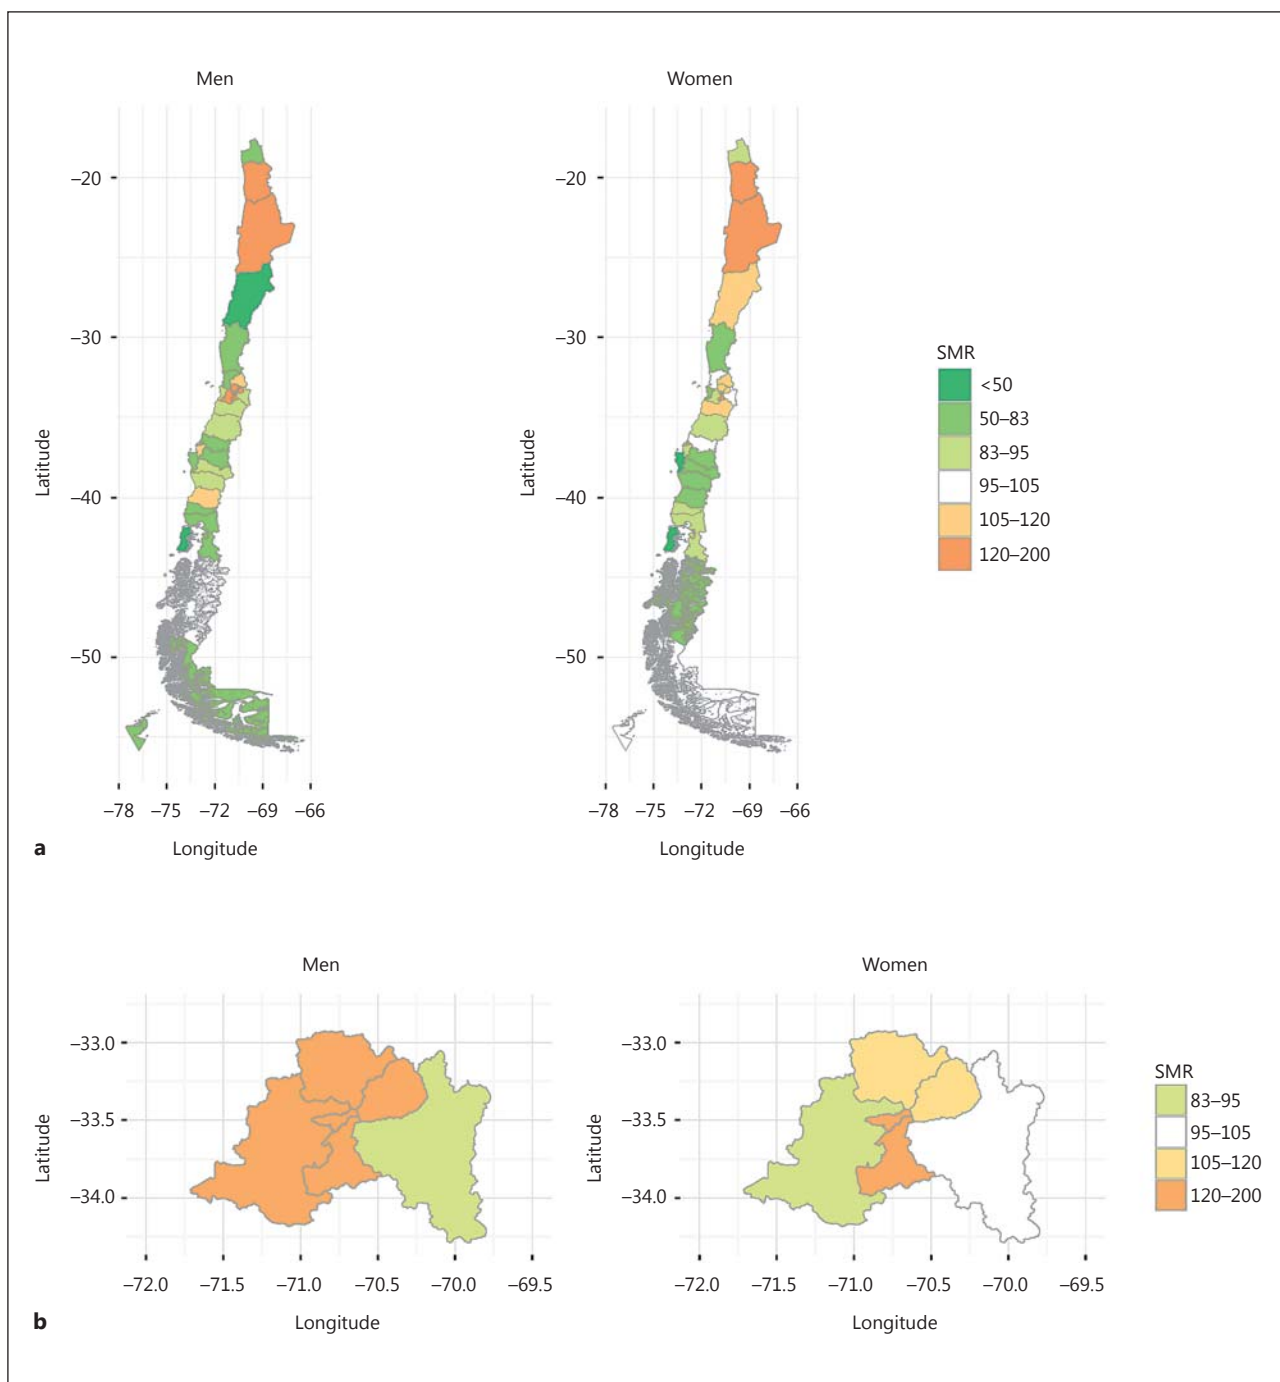 Men
Women
–20
–30
–40
–50
Latitude
–78 –75 –72 –69 –66
Longitude
–20
–30
–40
–50
Latitude
–78 –75 –72 –69 –66
Longitude
SMR
<50
50–83
83–95
95–105
105–120
120–200
a
Men
Women
–33.0
–33.5
–34.0
Latitude
–72.0 –71.5 –71.0 –70.5 –70.0 –69.5
Longitude
–33.0
–33.5
–34.0
Latitude
–72.0 –71.5 –71.0 –70.5 –70.0 –69.5
Longitude
SMR
83–95
95–105
105–120
120–200
b